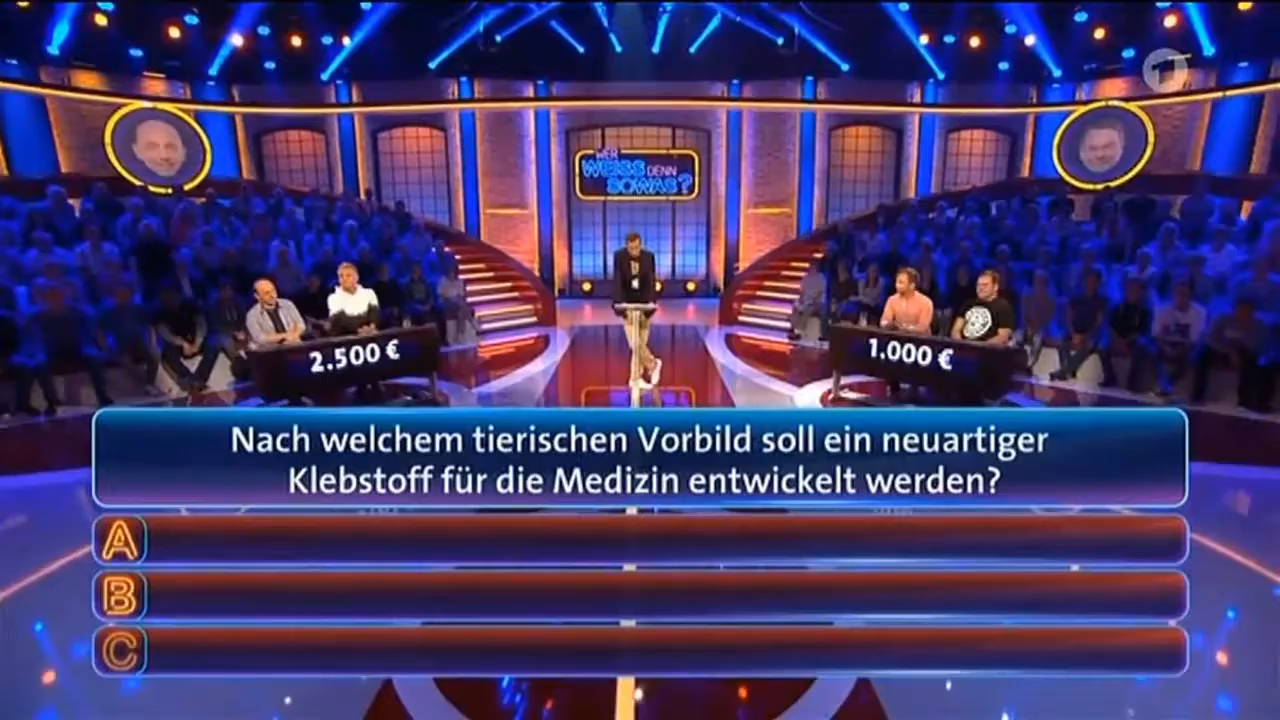 WER
WEISS DENN
SOWAS?
2.500 €
1.000 €
Nach welchem tierischen Vorbild soll ein neuartiger
Klebstoff für die Medizin entwickelt werden?
A
B
C